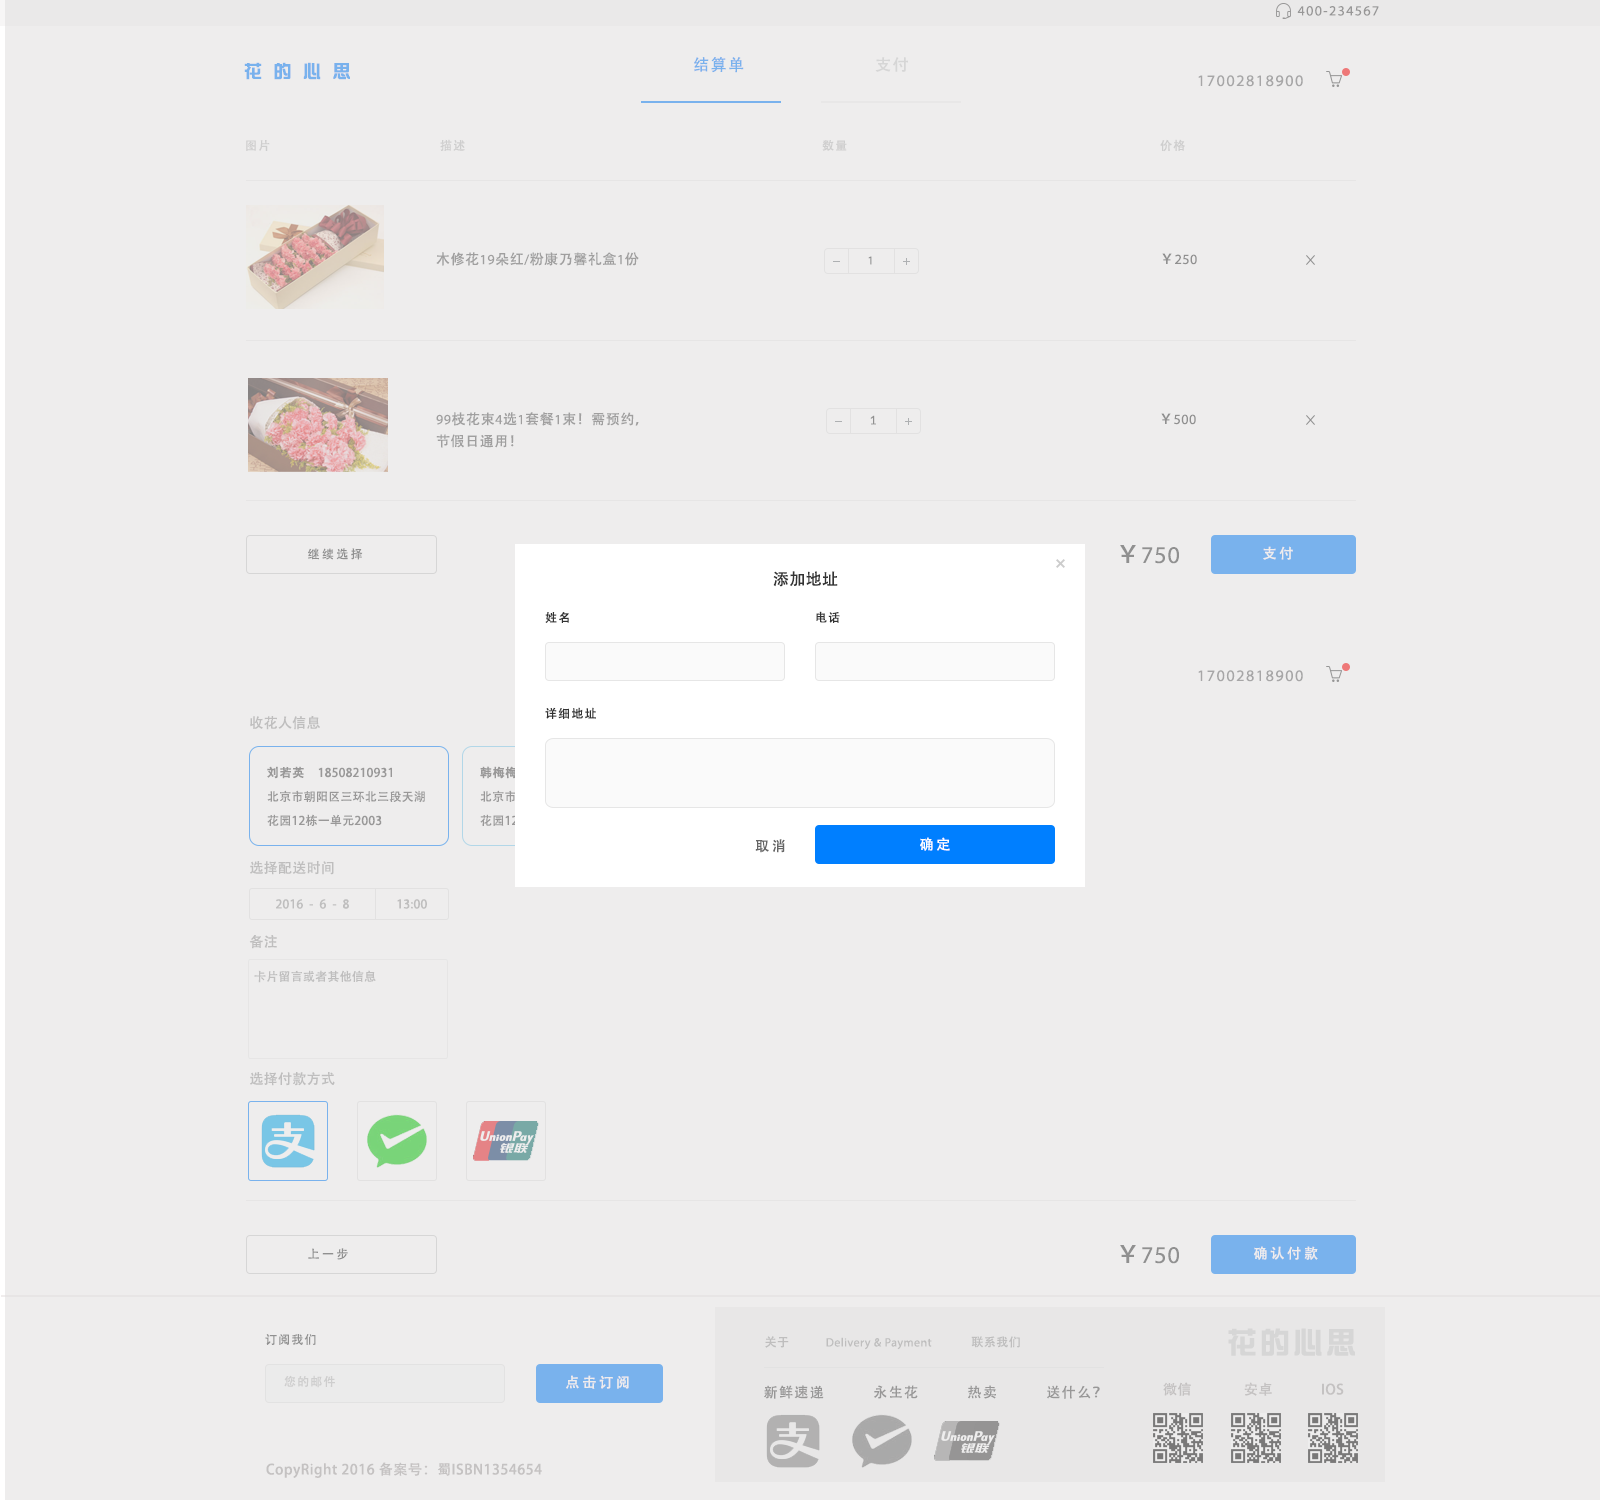 400-234567
花的心思
结算单
支付
17002818900
图片
描述
数量
价格
木修花19朵红/粉康乃馨礼盒1份
− 1 +
¥250
X
99枝花束4选1套餐1束！需预约，
节假日通用！
− 1 +
¥500
X
继续选择
¥750
支付
添加地址
×
姓名
电话
详细地址
取消
确定
17002818900
收花人信息
刘若英 18508210931
北京市朝阳区三环北三段天湖
花园12栋一单元2003
韩梅梅
北京市
花园12
选择配送时间
2016 - 6 - 8
13:00
备注
卡片留言或者其他信息
选择付款方式
支
UnionPay
银联
上一步
¥750
确认付款
订阅我们
您的邮件
点击订阅
CopyRight 2016 备案号：蜀ISBN1354654
关于
Delivery & Payment
联系我们
新鲜速递
永生花
热卖
送什么？
支
UnionPay
银联
花的心思
微信
安卓
IOS